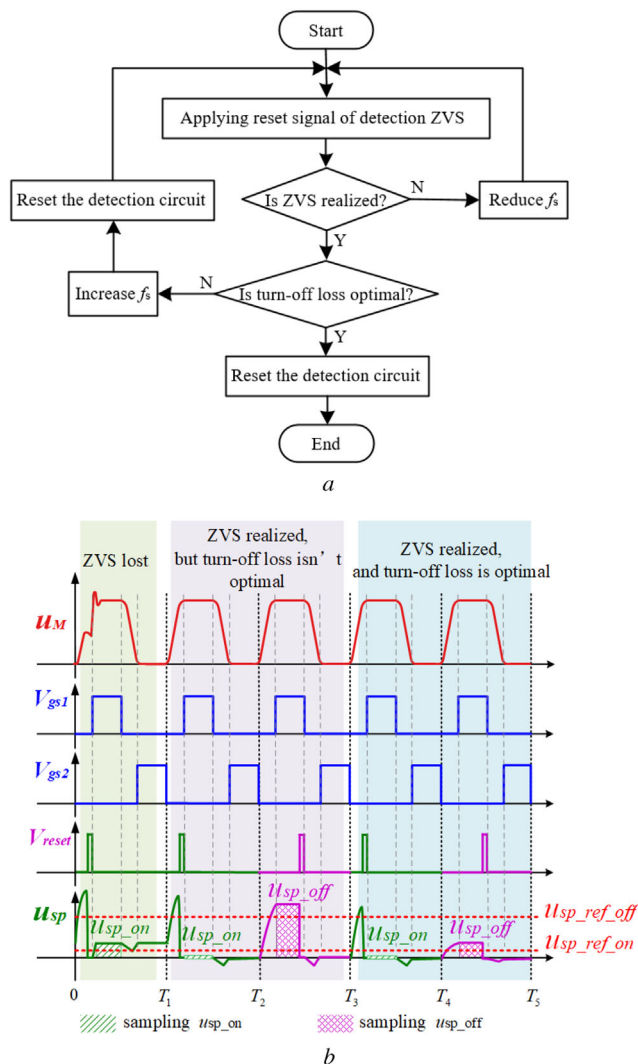 Start
Applying reset signal of detection ZVS
Is ZVS realized?
N
Reduce fs
Y
Reset the detection circuit
Is turn-off loss optimal?
N
Increase fs
Y
Reset the detection circuit
End
a
ZVS lost
ZVS realized,
but turn-off loss isn't
optimal
ZVS realized,
and turn-off loss is optimal
uM
Vgs1
Vgs2
Vreset
usp
usp_on
usp_on
usp_off
usp_on
usp_off
usp_ref_off
usp_ref_on
0 T1 T2 T3 T4 T5
sampling usp_on
sampling usp_off
b